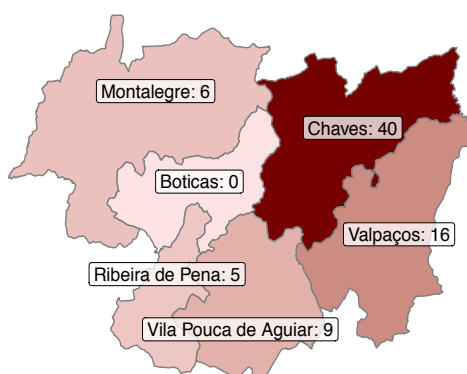 Montalegre: 6
Chaves: 40
Boticas: 0
Valpaços: 16
Ribeira de Pena: 5
Vila Pouca de Aguiar: 9